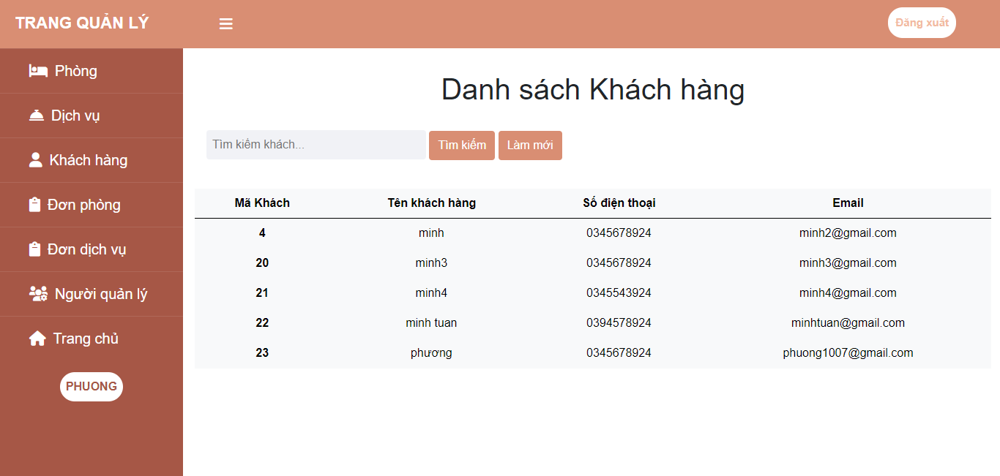 TRANG QUẢN LÝ
Đăng xuất
Phòng
Dịch vụ
Khách hàng
Đơn phòng
Đơn dịch vụ
Người quản lý
Trang chủ
PHUONG
Danh sách Khách hàng
Tìm kiếm khách...
Tìm kiếm
Làm mới
Mã Khách Tên khách hàng Số điện thoại Email
4 minh 0345678924 minh2@gmail.com
20 minh3 0345678924 minh3@gmail.com
21 minh4 0345543924 minh4@gmail.com
22 minh tuan 0394578924 minhtuan@gmail.com
23 phương 0345678924 phuong1007@gmail.com